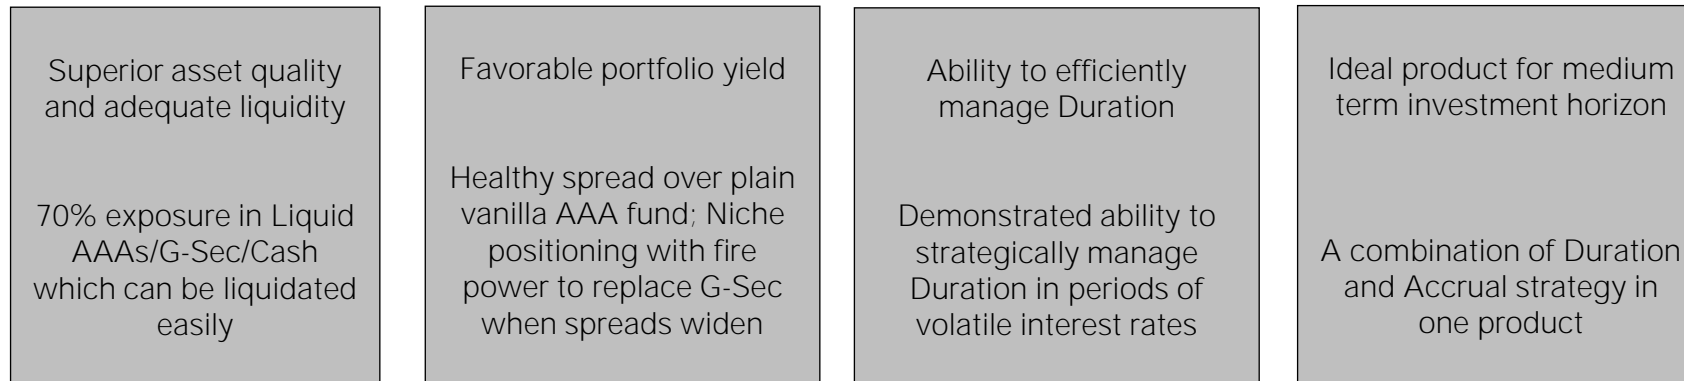 Superior asset quality
and adequate liquidity
70% exposure in Liquid
AAAs/G-Sec/Cash
which can be liquidated
easily
Favorable portfolio yield
Healthy spread over plain
vanilla AAA fund; Niche
positioning with fire
power to replace G-Sec
when spreads widen
Ability to efficiently
manage Duration
Demonstrated ability to
strategically manage
Duration in periods of
volatile interest rates
Ideal product for medium
term investment horizon
A combination of Duration
and Accrual strategy in
one product